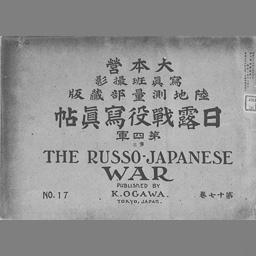 大本營
寫眞班撮影
陸地測量部藏版
日露戰役寫眞帖
第四軍
THE RUSSO-JAPANESE
WAR
PUBLISHED BY
K. OGAWA.
TOKYO, JAPAN.
NO. 17
第十七卷